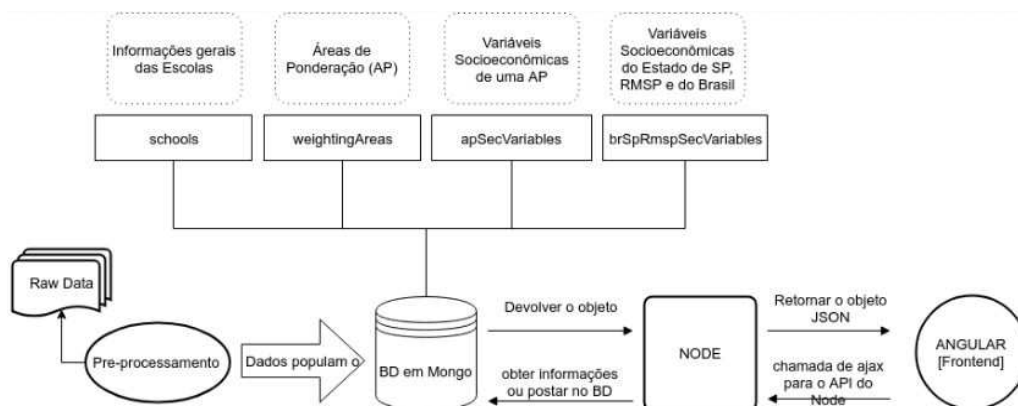 Informações gerais
das Escolas
Áreas de
Ponderação (AP)
Variáveis
Socioeconômicas
de uma AP
Variáveis
Socioeconômicas
do Estado de SP,
RMSP e do Brasil
schools
weightingAreas
apSecVariables
brSpRmspSecVariables
Raw Data
Pre-processamento
Dados populam o
BD em Mongo
Devolver o objeto
obter informações
ou postar no BD
NODE
Retornar o objeto
JSON
chamada de ajax
para o API do
Node
ANGULAR
[Frontend]